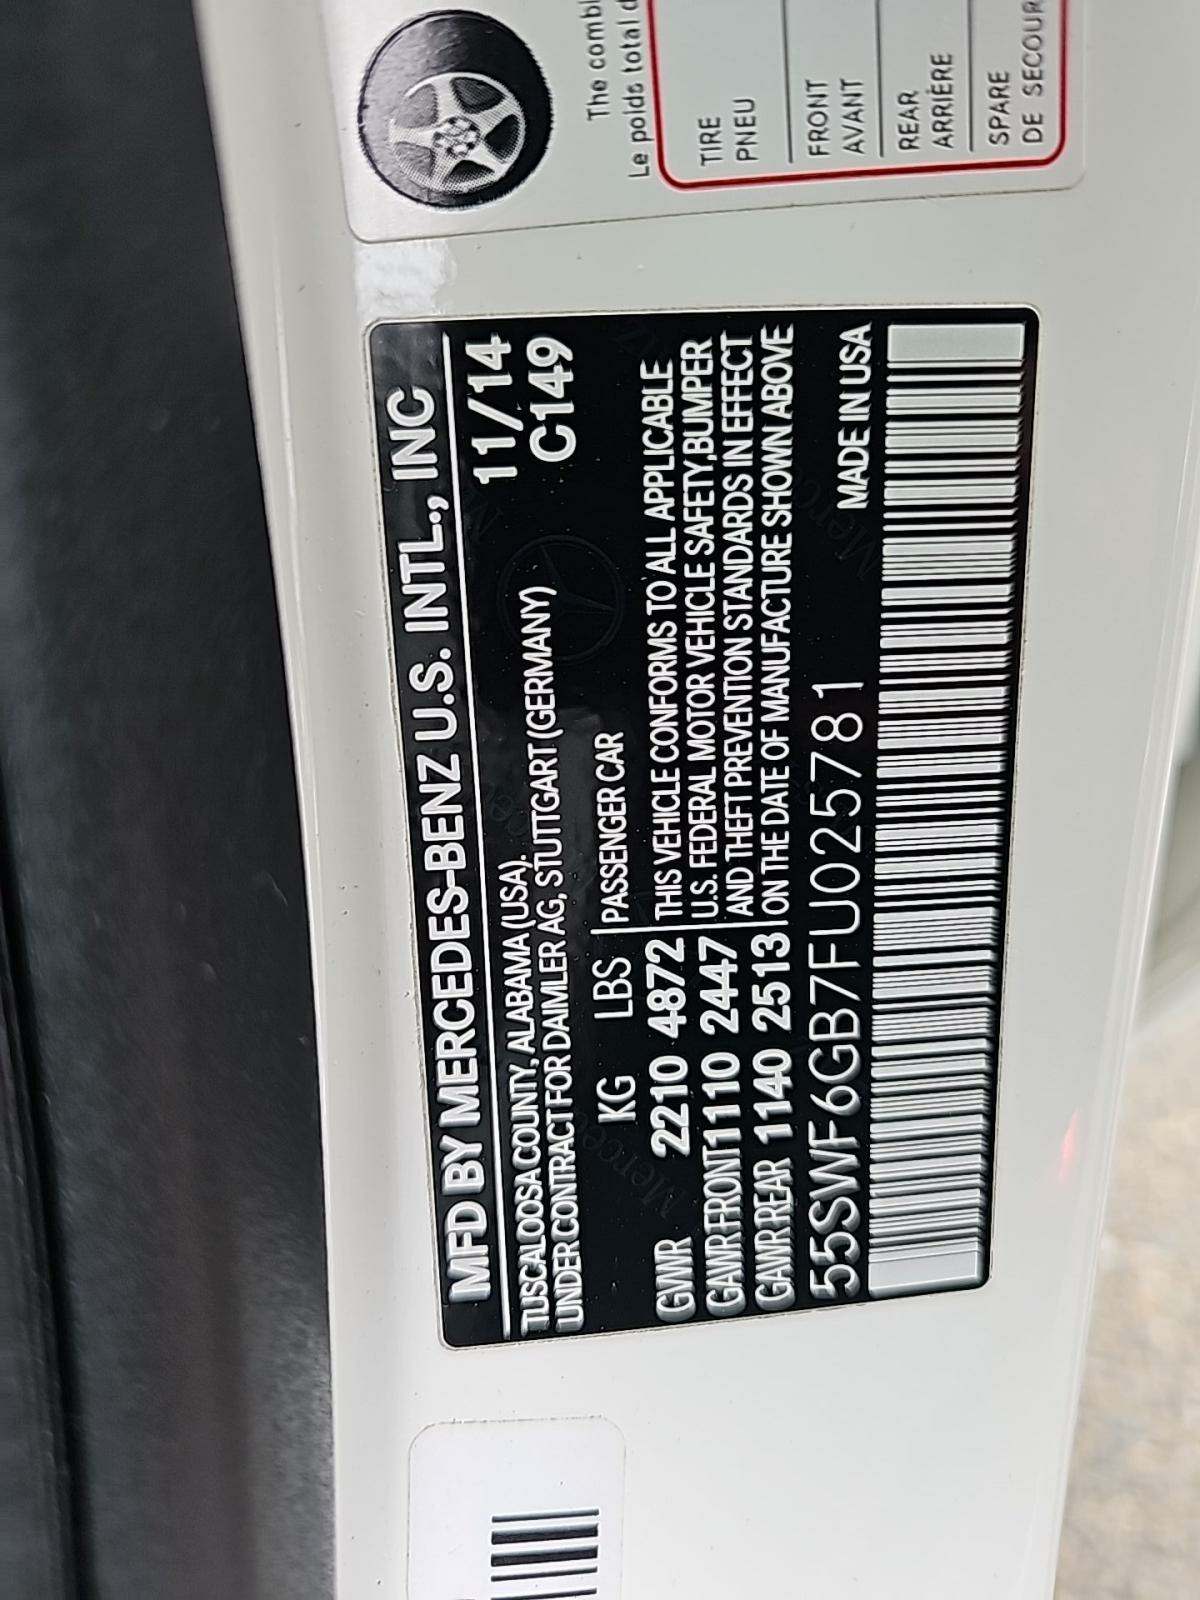 MFD BY MERCEDES-BENZ U.S. INTL., INC
TUSCALOOSA COUNTY, ALABAMA (USA). 11/14
UNDER CONTRACT FOR DAIMLER AG, STUTTGART (GERMANY) C149
KG LBS PASSENGER CAR
GVWR 2210 4872 THIS VEHICLE CONFORMS TO ALL APPLICABLE
GAWR FRONT 1110 2447 U.S. FEDERAL MOTOR VEHICLE SAFETY, BUMPER
GAWR REAR 1140 2513 AND THEFT PREVENTION STANDARDS IN EFFECT
ON THE DATE OF MANUFACTURE SHOWN ABOVE
55SWF6GB7FU025781 MADE IN USA
The combi
Le poids total d
TIRE
PNEU
FRONT
AVANT
REAR
ARRIÈRE
SPARE
DE SECOUR